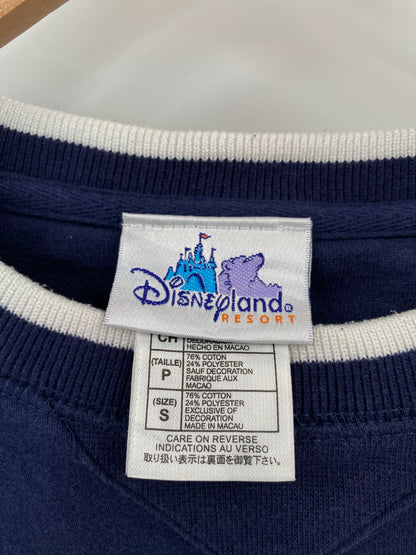 Disneyland®
RESORT
CH
DECORADO
HECHO EN MACAO
(TAILLE)
P
76% COTON
24% POLYESTER
SAUF DECORATION
FABRIQUE AUX
MACAO
(SIZE)
S
76% COTTON
24% POLYESTER
EXCLUSIVE OF
DECORATION
MADE IN MACAU
CARE ON REVERSE
INDICATIONS AU VERSO
取り扱い表示は裏面を御覧下さい。